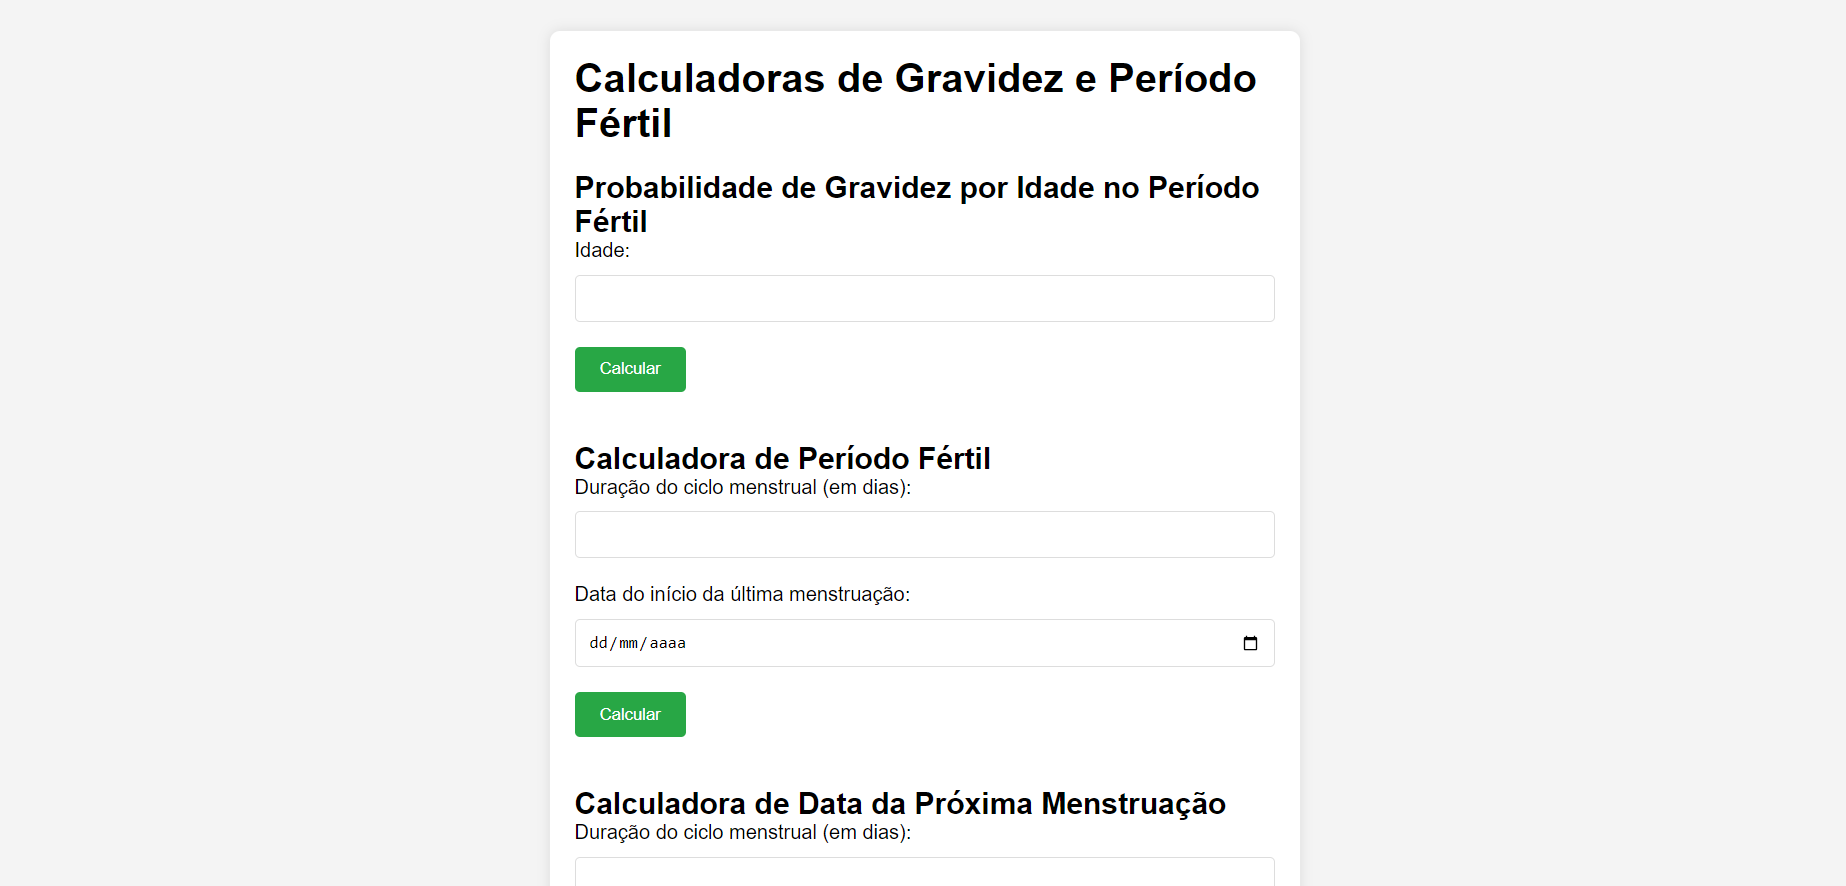 Calculadoras de Gravidez e Período
Fértil
Probabilidade de Gravidez por Idade no Período
Fértil
Idade:
Calcular
Calculadora de Período Fértil
Duração do ciclo menstrual (em dias):
Data do início da última menstruação:
dd/mm/aaaa
Calcular
Calculadora de Data da Próxima Menstruação
Duração do ciclo menstrual (em dias):